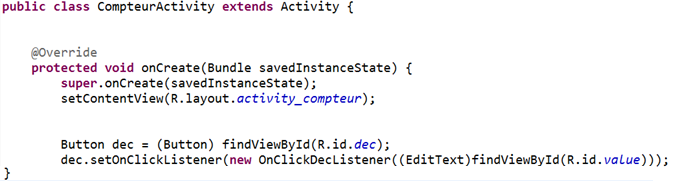 public class CompteurActivity extends Activity {
@Override
protected void onCreate(Bundle savedInstanceState) {
super.onCreate(savedInstanceState);
setContentView(R.layout.activity_compteur);
Button dec = (Button) findViewById(R.id.dec);
dec.setOnClickListener(new OnClickDecListener((EditText)findViewById(R.id.value)));
}